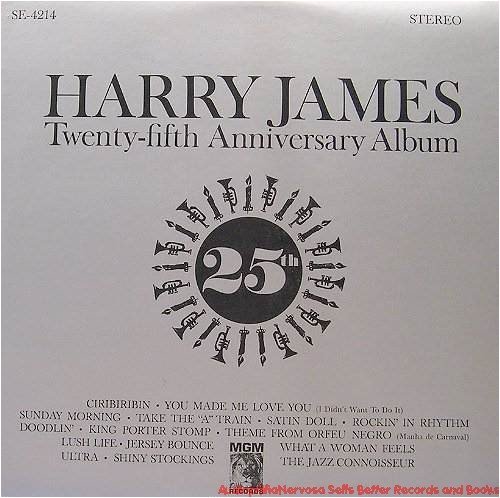 SE-4214 STEREO
HARRY JAMES
Twenty-fifth Anniversary Album
25th
CIRIBIRIBIN • YOU MADE ME LOVE YOU (I Didn't Want To Do It)
SUNDAY MORNING • TAKE THE "A" TRAIN • SATIN DOLL • ROCKIN' IN RHYTHM
DOODLIN' • KING PORTER STOMP • THEME FROM ORFEU NEGRO (Manha de Carnaval)
LUSH LIFE • JERSEY BOUNCE MGM WHAT A WOMAN FEELS
ULTRA • SHINY STOCKINGS THE JAZZ CONNOISSEUR
RECORDS
Sells Better Records and Books